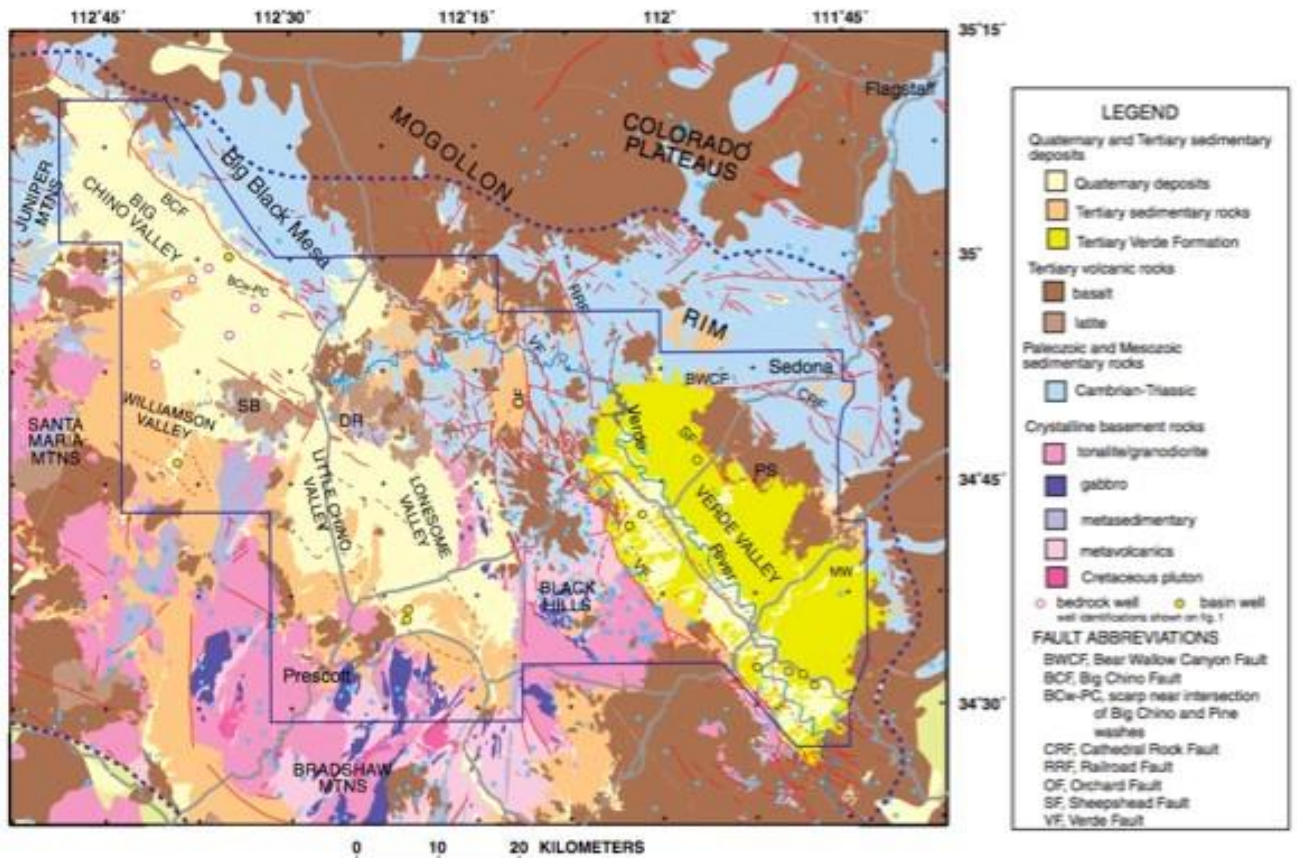 112°45' 112°30' 112°15' 112° 111°45'
35°15'
Flagstaff
MOGOLLON
COLORADO
PLATEAUS
JUNIPER
MTNS
BIG
CHINO VALLEY
BCF
Big Black Mesa
35°
BCw-PC
RRF
RIM
VF
Sedona
BWCF
CRF
OF
SB
DR
WILLIAMSON
VALLEY
SANTA
MARIA
MTNS
Verde
SF
PS
34°45'
LITTLE CHINO
VALLEY
LONESOME
VALLEY
VERDE VALLEY
River
VF
MW
BLACK
HILLS
Prescott
34°30'
BRADSHAW
MTNS
0 10 20 KILOMETERS
LEGEND
Quaternary and Tertiary sedimentary
deposits
Quaternary deposits
Tertiary sedimentary rocks
Tertiary Verde Formation
Tertiary volcanic rocks
basalt
latite
Paleozoic and Mesozoic
sedimentary rocks
Cambrian-Triassic
Crystalline basement rocks
tonalite/granodiorite
gabbro
metasedimentary
metavolcanics
Cretaceous pluton
bedrock well basin well
well identifications shown on fig. 1
FAULT ABBREVIATIONS
BWCF, Bear Wallow Canyon Fault
BCF, Big Chino Fault
BCw-PC, scarp near intersection
of Big Chino and Pine
washes
CRF, Cathedral Rock Fault
RRF, Railroad Fault
OF, Orchard Fault
SF, Sheepshead Fault
VF, Verde Fault